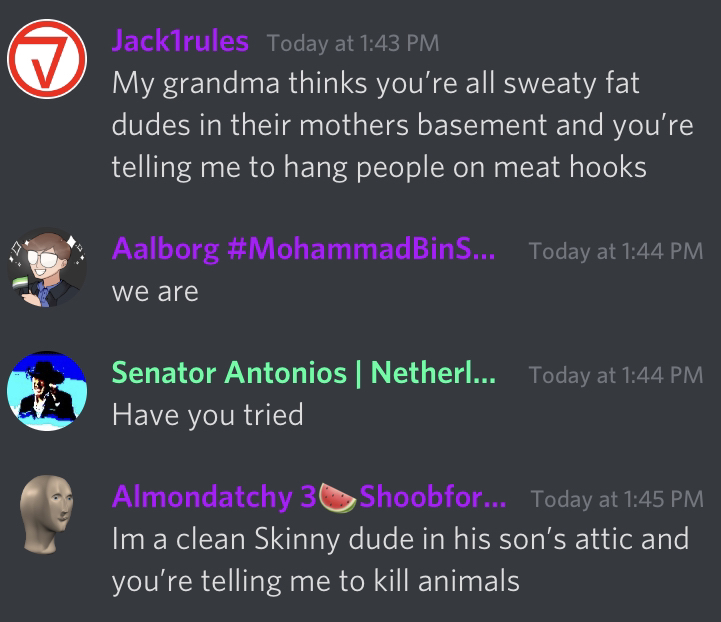 Jack1rules Today at 1:43 PM
My grandma thinks you’re all sweaty fat
dudes in their mothers basement and you’re
telling me to hang people on meat hooks
Aalborg #MohammadBinS... Today at 1:44 PM
we are
Senator Antonios | Netherl... Today at 1:44 PM
Have you tried
Almondatchy 3🍉Shoobfor... Today at 1:45 PM
Im a clean Skinny dude in his son’s attic and
you’re telling me to kill animals